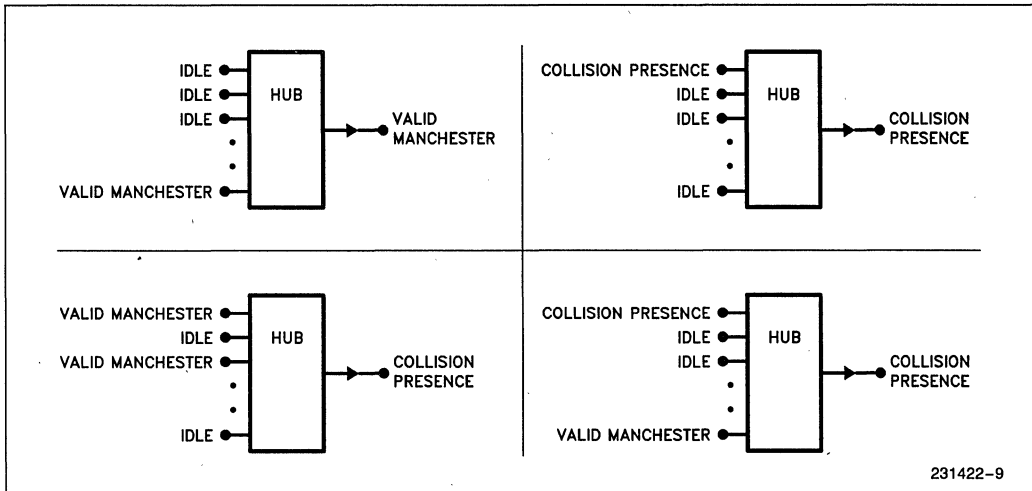 IDLE
IDLE
IDLE
VALID MANCHESTER
HUB
VALID
MANCHESTER
COLLISION PRESENCE
IDLE
IDLE
IDLE
HUB
COLLISION
PRESENCE
VALID MANCHESTER
IDLE
VALID MANCHESTER
IDLE
HUB
COLLISION
PRESENCE
COLLISION PRESENCE
IDLE
IDLE
VALID MANCHESTER
HUB
COLLISION
PRESENCE
231422-9